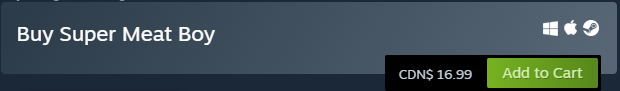 Buy Super Meat Boy
CDN$ 16.99 Add to Cart